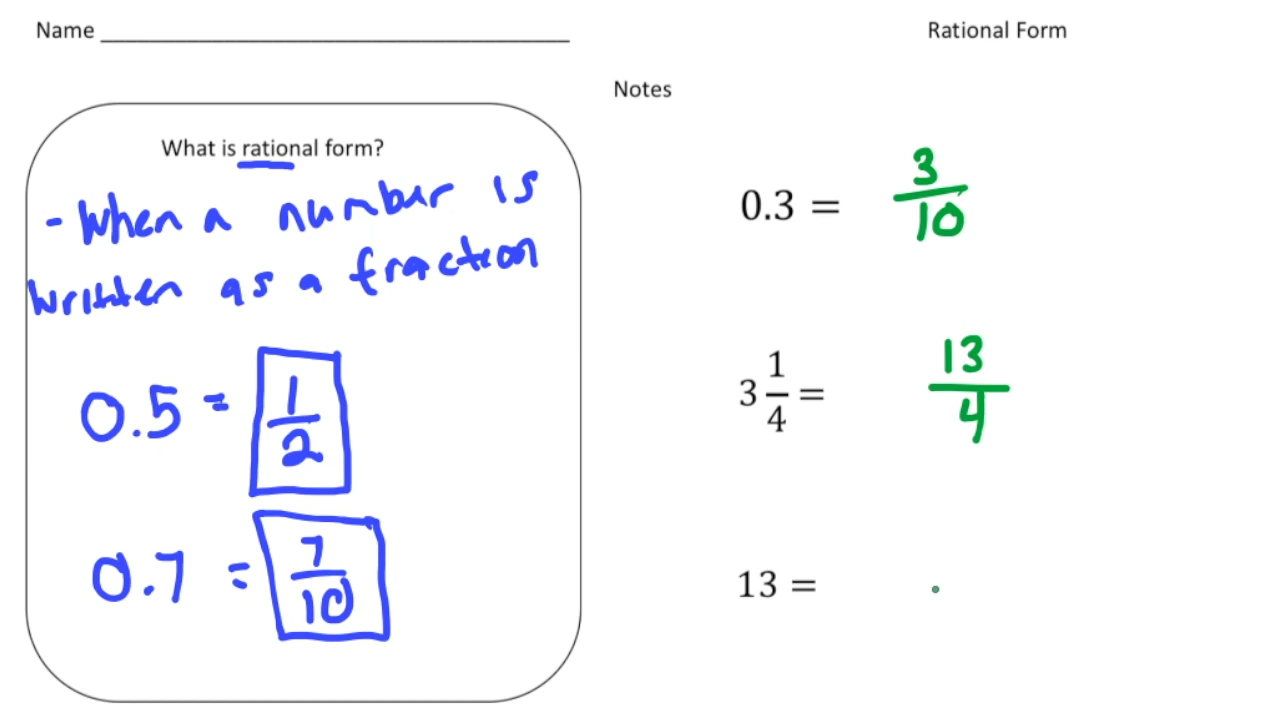 Name ____________________
Rational Form
Notes
What is rational form?
- When a number is
written as a fraction
0.5 = 1/2
0.7 = 7/10
0.3 = 3/10
3 1/4 = 13/4
13 =